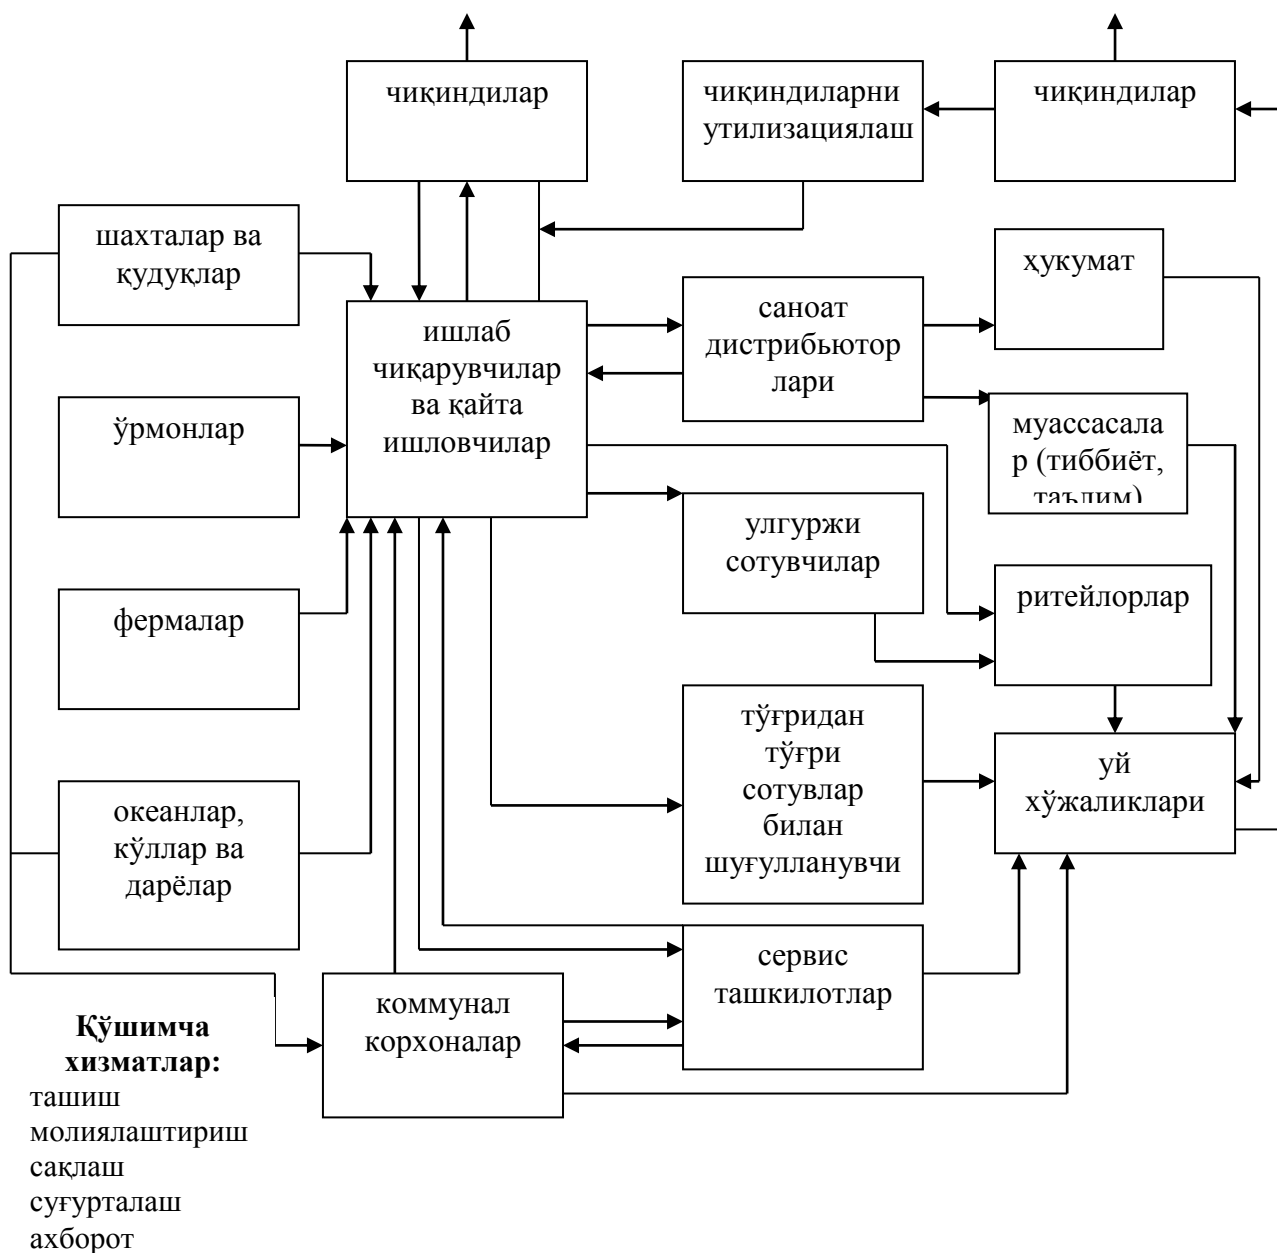 чиқиндилар
чиқиндиларни
утилизациялаш
чиқиндилар
шахталар ва
қудуқлар
ҳукумат
ишлаб
чиқарувчилар
ва қайта
ишловчилар
саноат
дистрибьютор
лари
ўрмонлар
муассасала
р (тиббиёт,
таълим)
улгуржи
сотувчилар
фермалар
ритейлорлар
тўғридан
тўғри
сотувлар
билан
шуғулланувчи
уй
хўжаликлари
океанлар,
кўллар ва
дарёлар
сервис
ташкилотлар
коммунал
корхоналар
Қўшимча
хизматлар:
ташиш
молиялаштириш
сақлаш
суғурталаш
ахборот